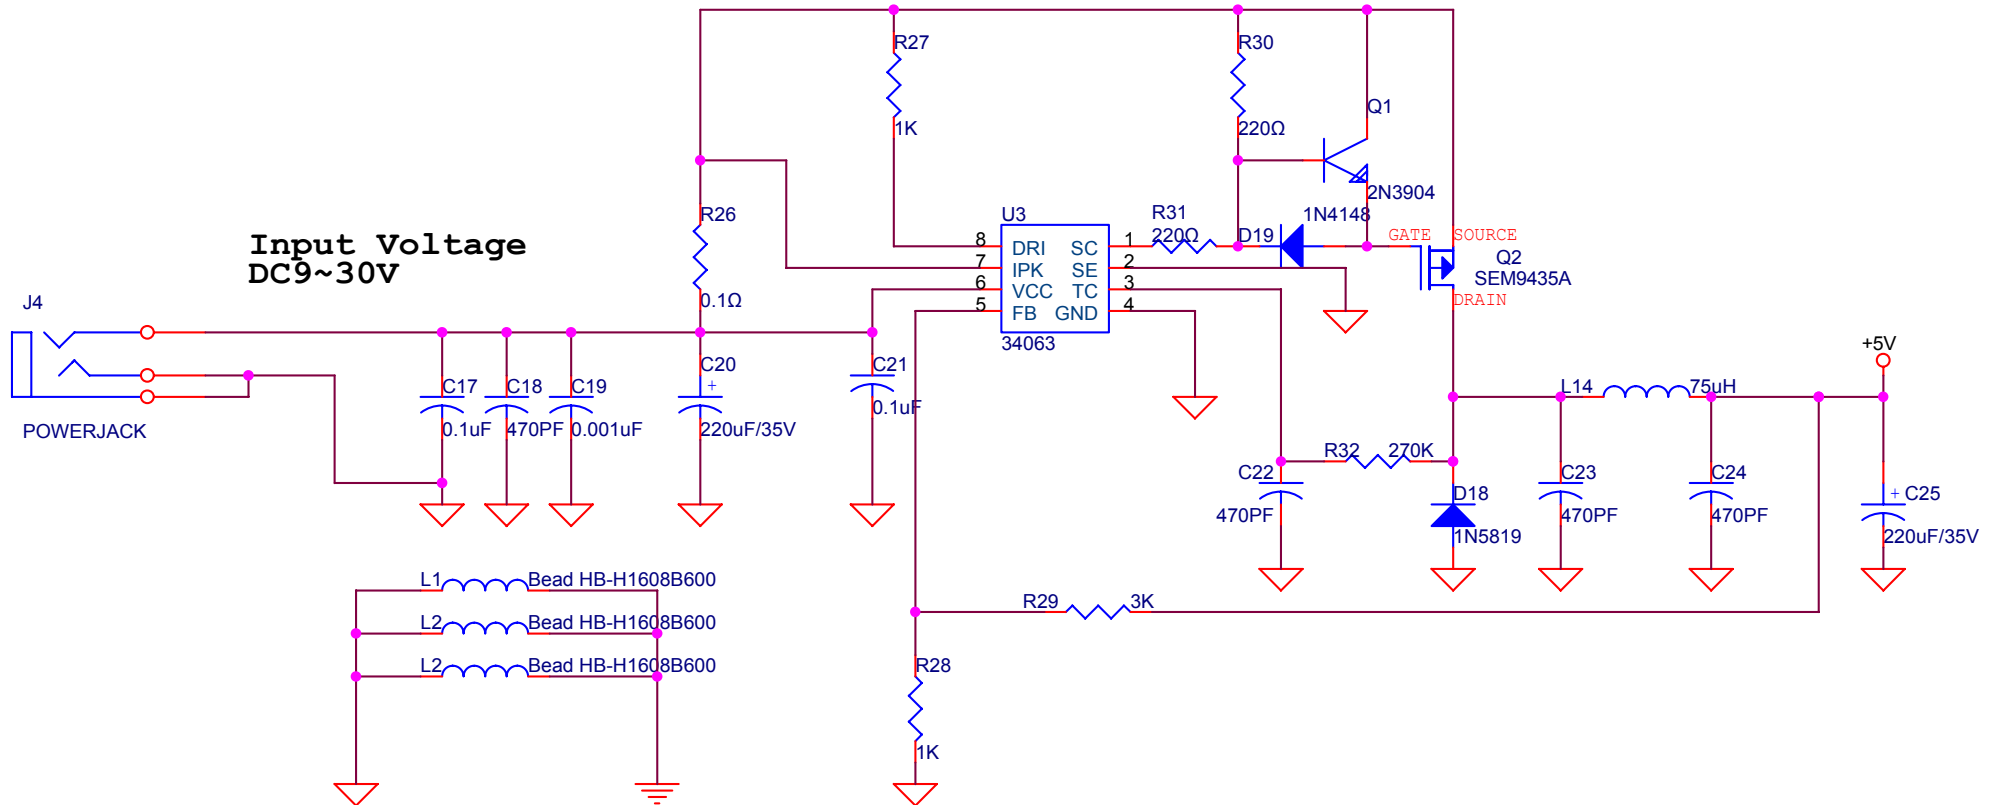 R27
1K
R30
220Ω
Q1
2N3904
R26
0.1Ω
Input Voltage
DC9~30V
J4
POWERJACK
U3
8 DRI SC 1
7 IPK SE 2
6 VCC TC 3
5 FB GND 4
34063
R31
220Ω
D19
1N4148
GATE SOURCE
Q2
SEM9435A
DRAIN
C17
0.1uF
C18
470PF
C19
0.001uF
C20
+
220uF/35V
C21
0.1uF
+5V
L14 75uH
R32 270K
C22
470PF
D18
1N5819
C23
470PF
C24
470PF
+ C25
220uF/35V
L1 Bead HB-H1608B600
L2 Bead HB-H1608B600
L2 Bead HB-H1608B600
R29 3K
R28
1K